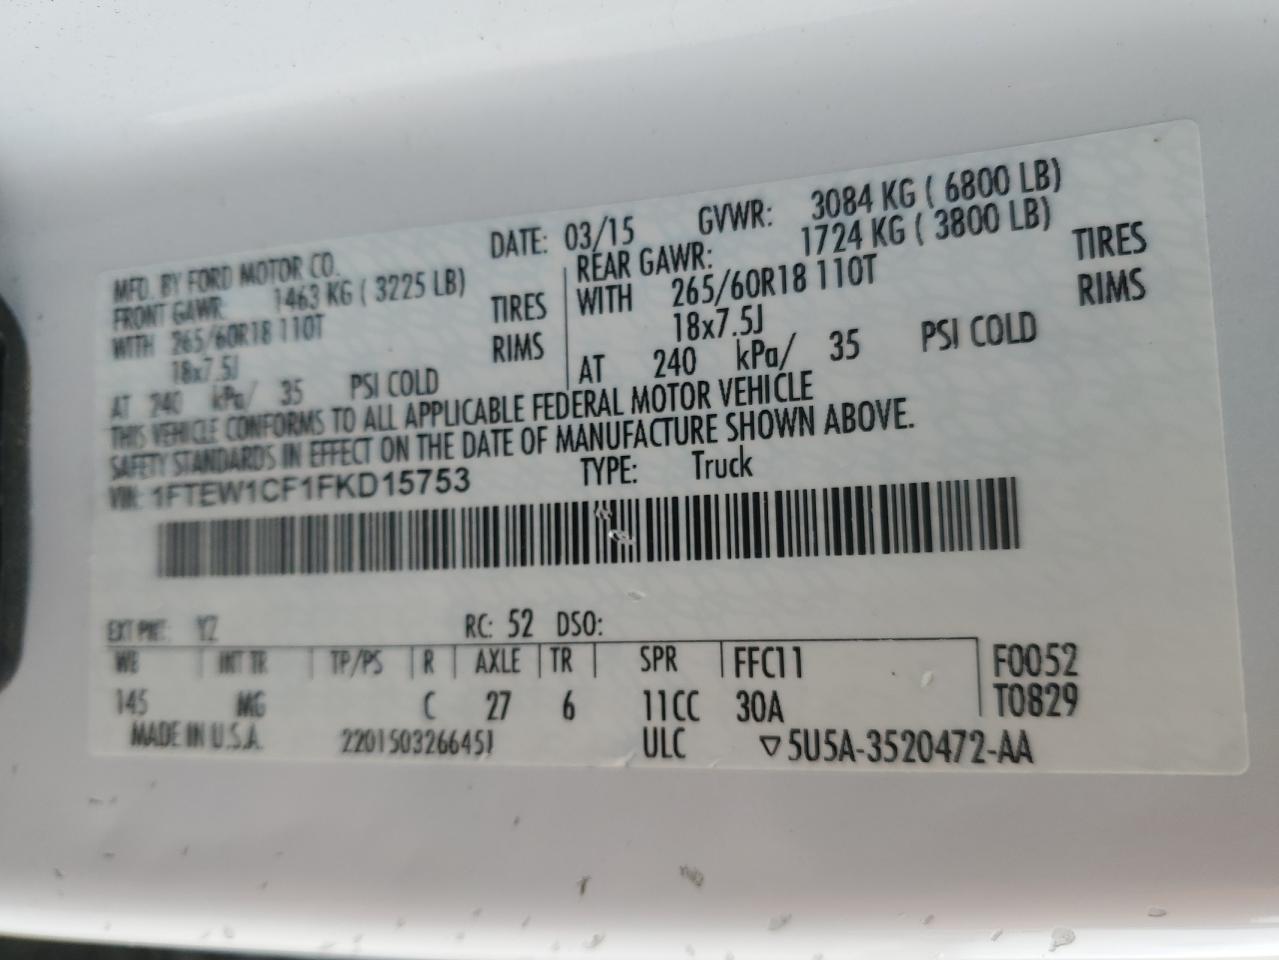 MFD. BY FORD MOTOR CO. DATE: 03/15 GVWR: 3084 KG ( 6800 LB)
FRONT GAWR: 1463 KG ( 3225 LB) REAR GAWR: 1724 KG ( 3800 LB)
WITH 265/60R18 110T TIRES WITH 265/60R18 110T TIRES
18x7.5J RIMS 18x7.5J RIMS
AT 240 kPa/ 35 PSI COLD AT 240 kPa/ 35 PSI COLD
THIS VEHICLE CONFORMS TO ALL APPLICABLE FEDERAL MOTOR VEHICLE
SAFETY STANDARDS IN EFFECT ON THE DATE OF MANUFACTURE SHOWN ABOVE.
VIN: 1FTEW1CF1FKD15753 TYPE: Truck
EXT PNT: YZ RC: 52 DSO:
WB INT TR TP/PS R AXLE TR SPR FFC11 F0052
145 MG C 27 6 11CC 30A T0829
MADE IN U.S.A. 220150326645J ULC ▽5U5A-3520472-AA